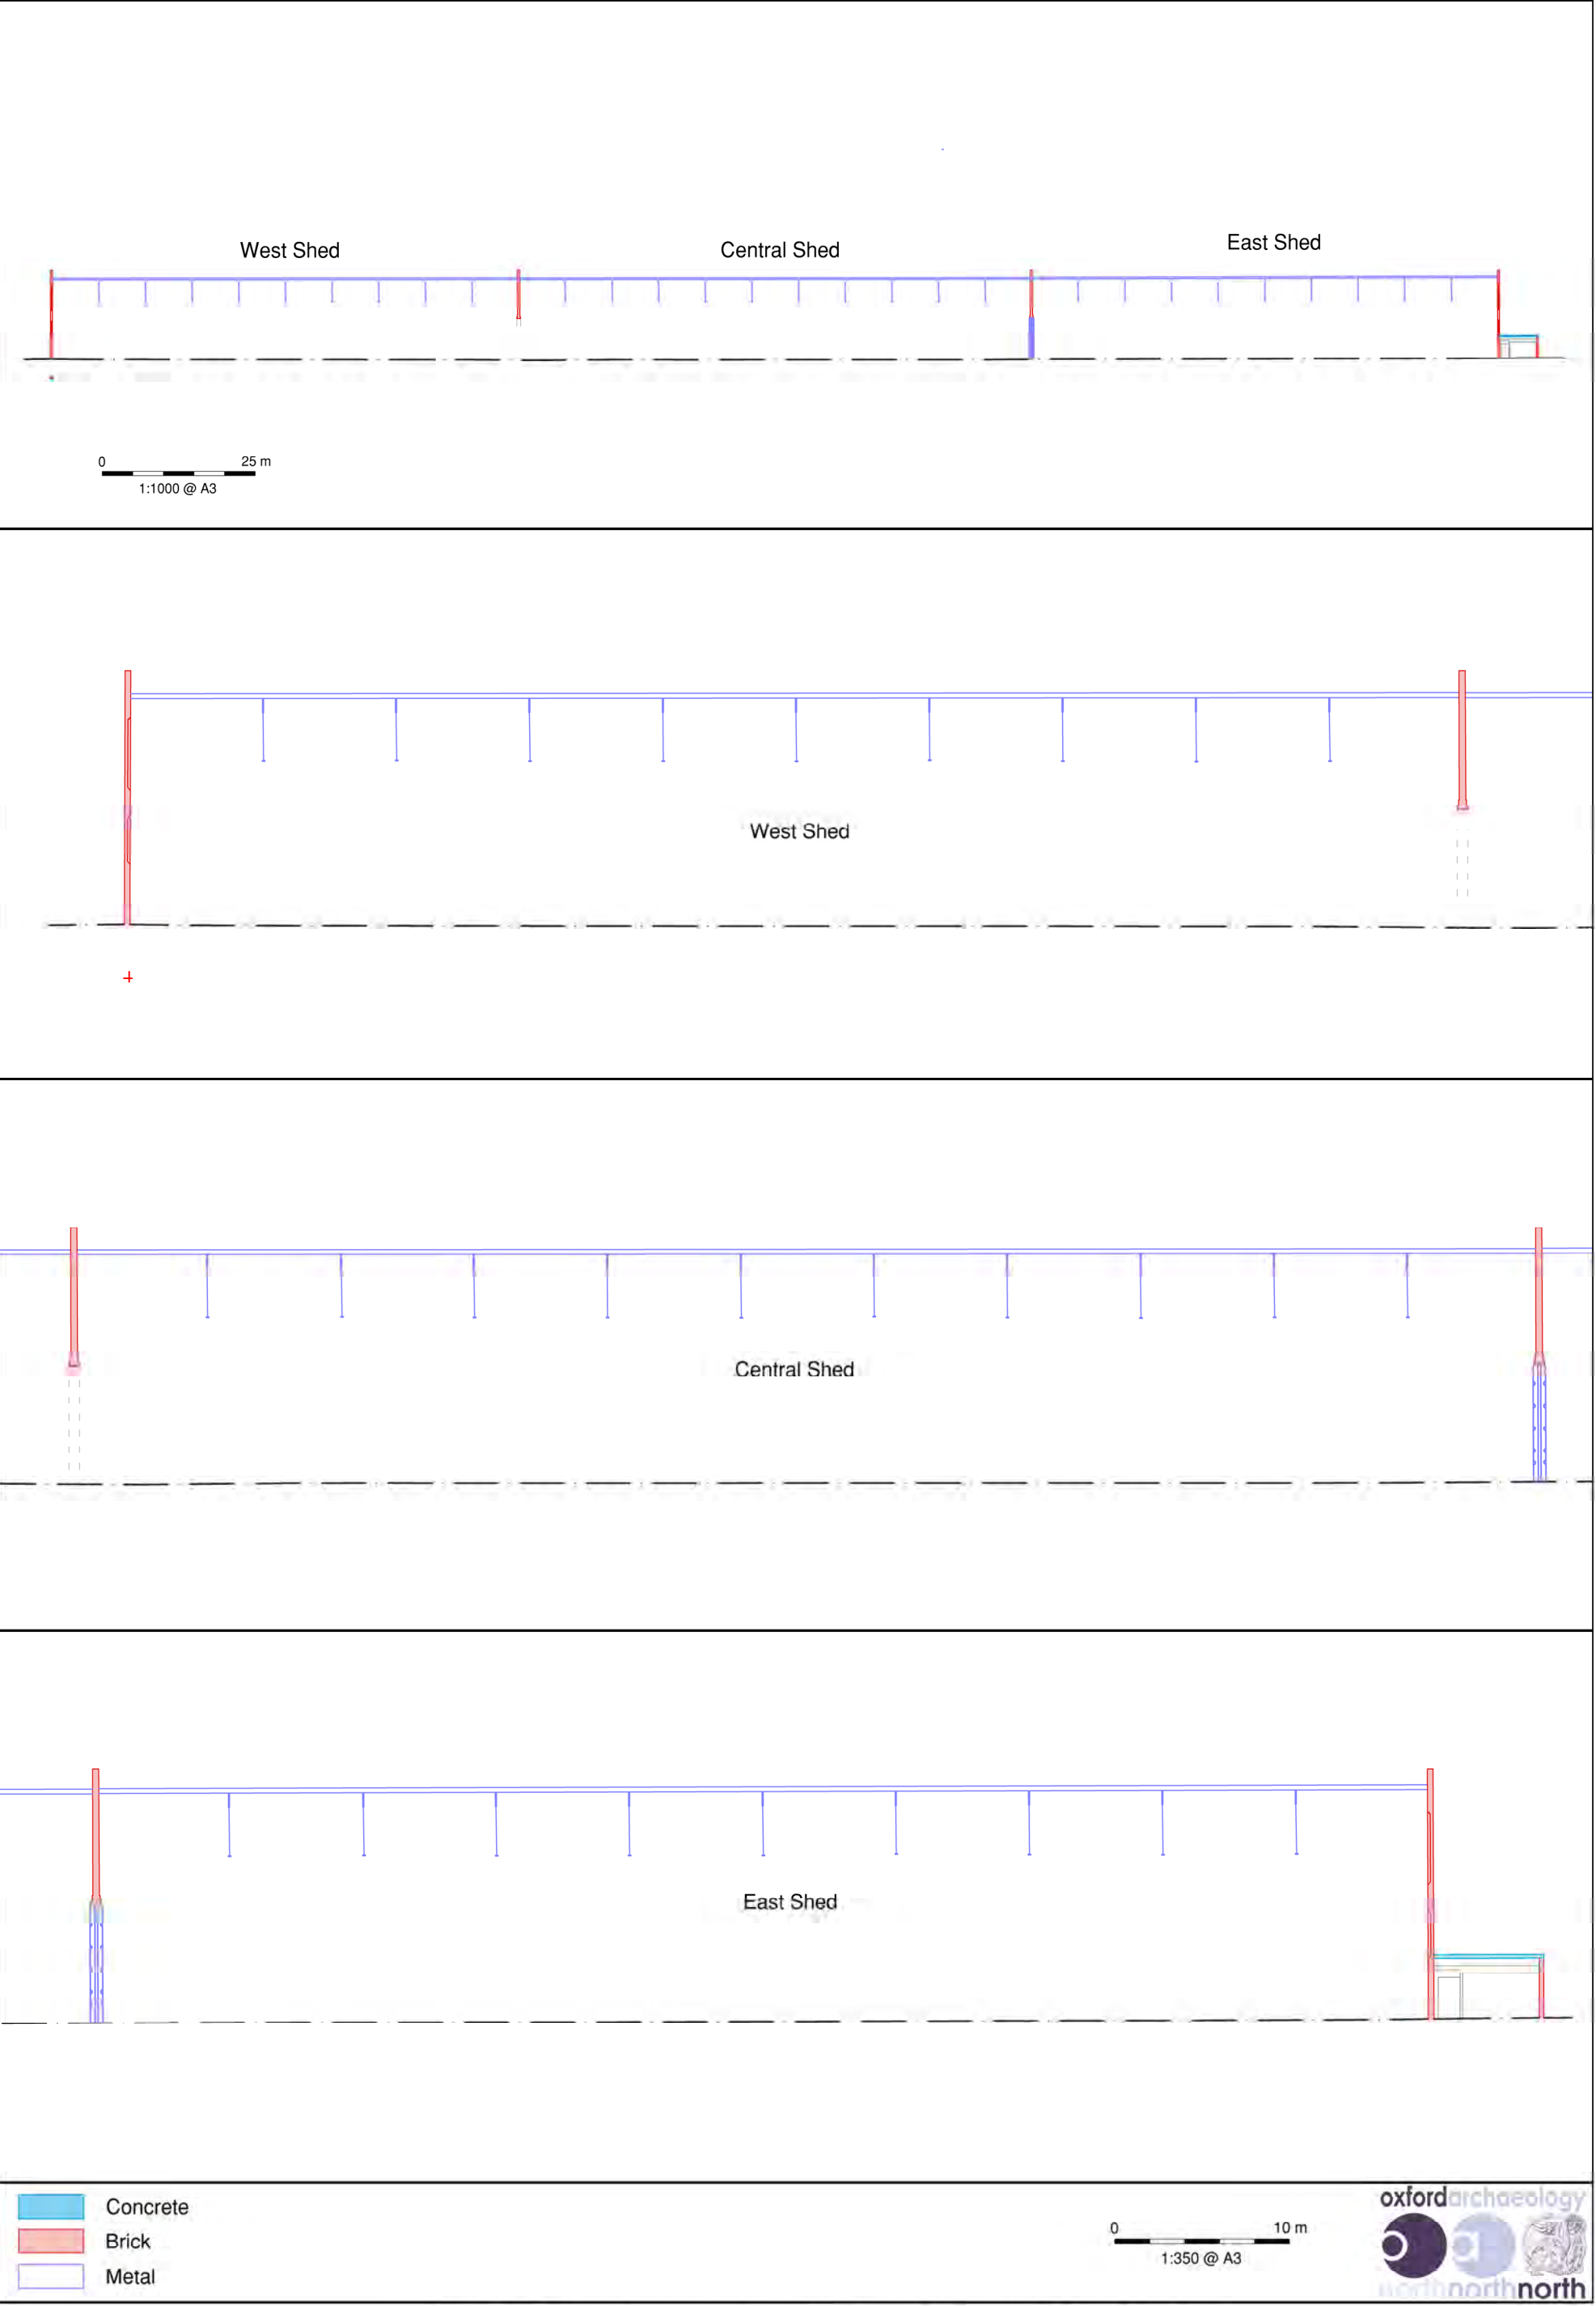 West Shed
Central Shed
East Shed
0 25 m
1:1000 @ A3
West Shed
Central Shed
East Shed
Concrete
Brick
Metal
0 10 m
1:350 @ A3
oxfordarchaeology
northnorthnorth